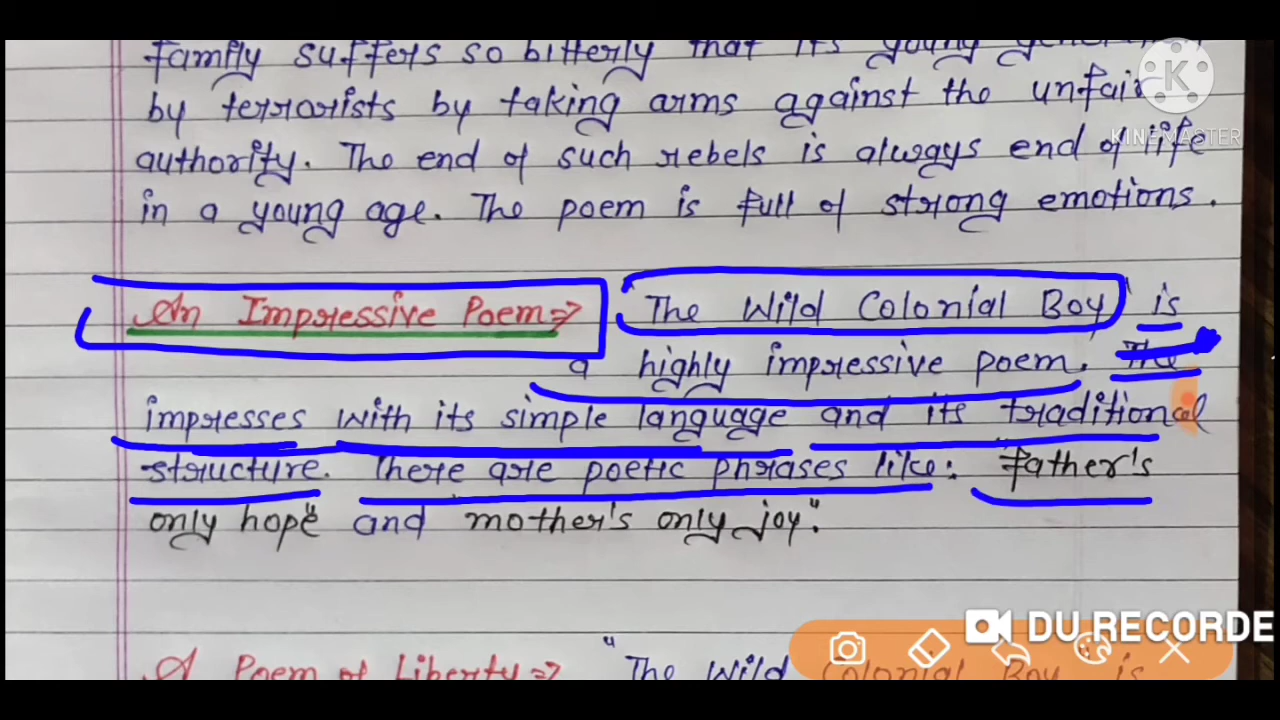 family suffers so bitterly that its young
by terrorists by taking arms against the unfair
authority. The end of such rebels is always end of life
in a young age. The poem is full of strong emotions.
An Impressive Poem⇒ "The Wild Colonial Boy" is
a highly impressive poem. The
impresses with its simple language and its traditional
structure. There are poetic phrases like: "father's
only hope" and "mother's only joy".
A Poem of Liberty⇒ "The Wild Colonial Boy is
K
KINEMASTER
DU RECORDE